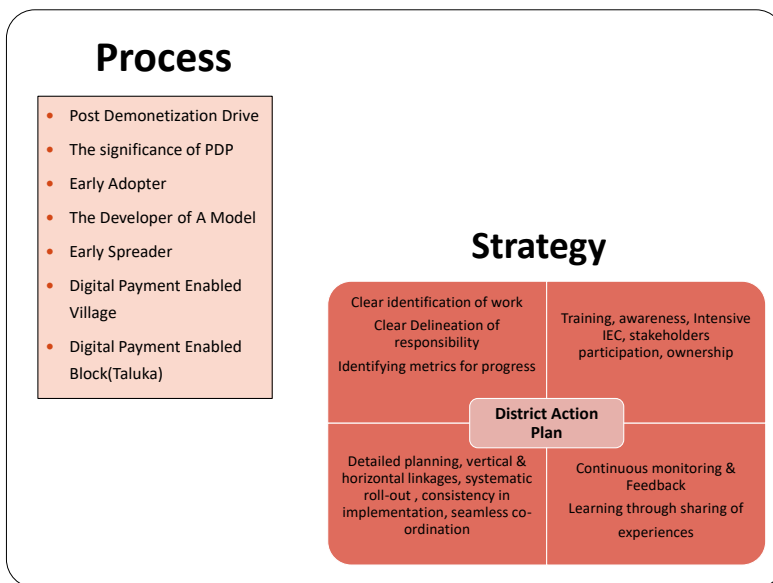 Process
Post Demonetization Drive
The significance of PDP
Early Adopter
The Developer of A Model
Early Spreader
Digital Payment Enabled
Village
Digital Payment Enabled
Block(Taluka)
Strategy
Clear identification of work
Clear Delineation of
responsibility
Identifying metrics for progress
Training, awareness, Intensive
IEC, stakeholders
participation, ownership
District Action
Plan
Detailed planning, vertical &
horizontal linkages, systematic
roll-out , consistency in
implementation, seamless co-
ordination
Continuous monitoring &
Feedback
Learning through sharing of
experiences